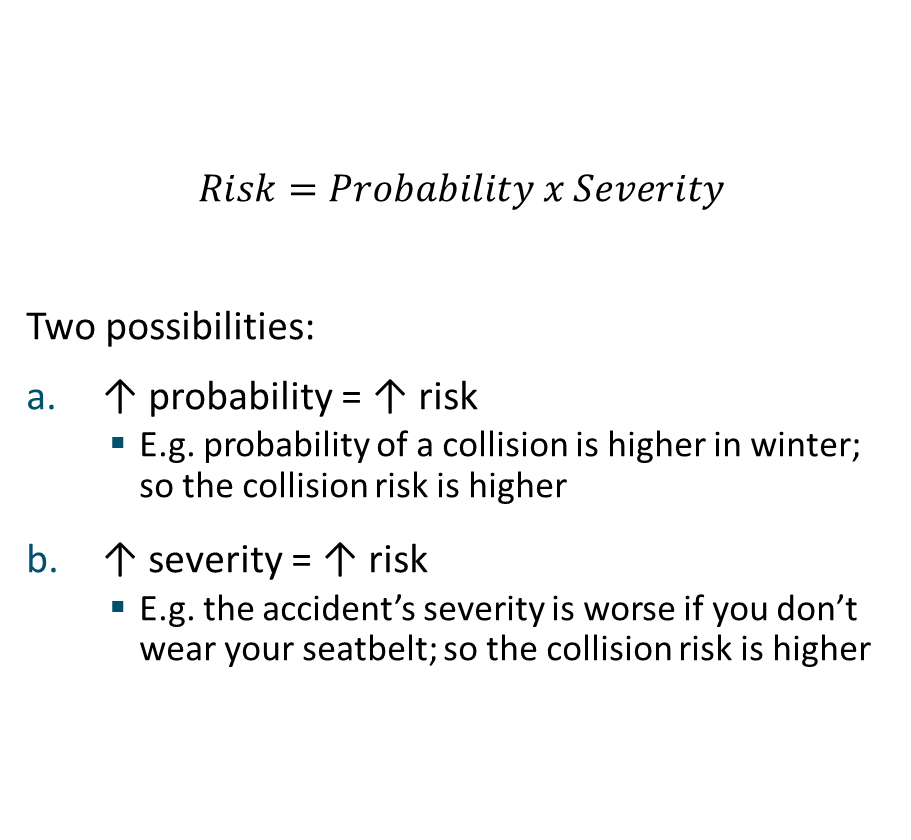 Risk = Probability x Severity
Two possibilities:
a. ↑ probability = ↑ risk
▪ E.g. probability of a collision is higher in winter;
so the collision risk is higher
b. ↑ severity = ↑ risk
▪ E.g. the accident’s severity is worse if you don’t
wear your seatbelt; so the collision risk is higher